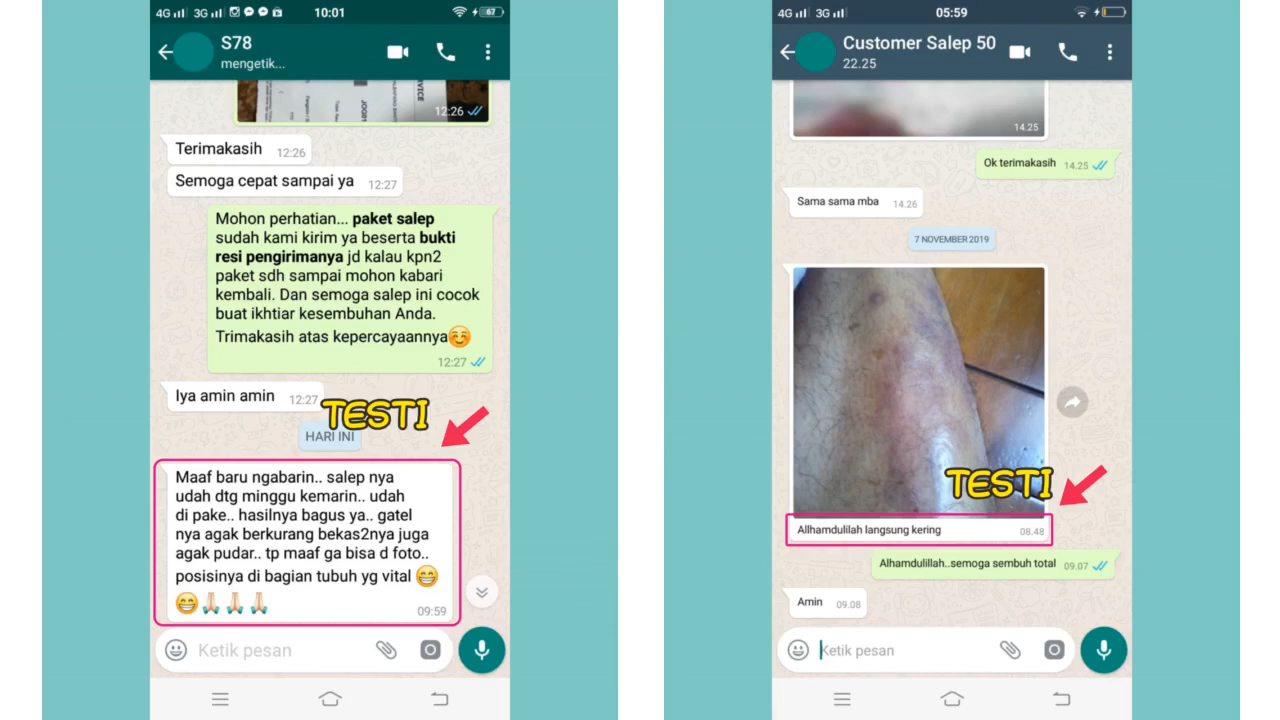 4G 3G 10:01 67
S78
mengetik...
12:26
Terimakasih 12:26
Semoga cepat sampai ya 12:27
Mohon perhatian... paket salep
sudah kami kirim ya beserta bukti
resi pengirimanya jd kalau kpn2
paket sdh sampai mohon kabari
kembali. Dan semoga salep ini cocok
buat ikhtiar kesembuhan Anda.
Trimakasih atas kepercayaannya😊
12:27
Iya amin amin 12:27
TESTI
HARI INI
Maaf baru ngabarin.. salep nya
udah dtg minggu kemarin.. udah
di pake.. hasilnya bagus ya.. gatel
nya agak berkurang bekas2nya juga
agak pudar.. tp maaf ga bisa d foto..
posisinya di bagian tubuh yg vital 😁
😁🙏🙏🙏 09:59
Ketik pesan
4G 3G 05:59
Customer Salep 50
22.25
14.25
Ok terimakasih 14.25
Sama sama mba 14.26
7 NOVEMBER 2019
TESTI
Allhamdulilah langsung kering 08.48
Alhamdulillah..semoga sembuh total 09.07
Amin 09.08
Ketik pesan